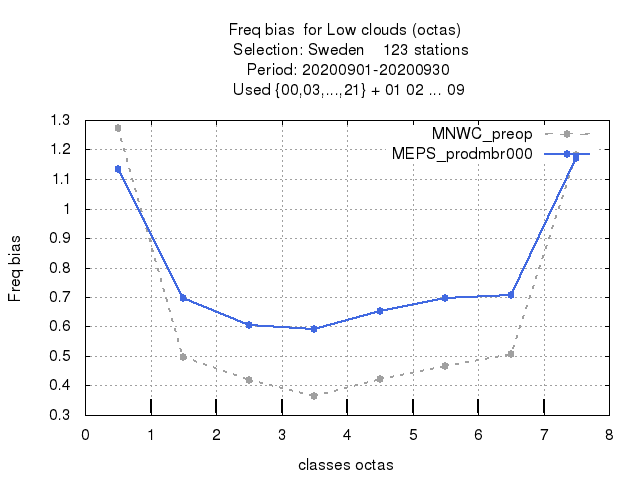 Freq bias  for Low clouds (octas)
Selection: Sweden    123 stations
Period: 20200901-20200930
Used {00,03,...,21} + 01 02 ... 09
MNWC_preop
MEPS_prodmbr000
Freq bias
1.3
1.2
1.1
1
0.9
0.8
0.7
0.6
0.5
0.4
0.3
0 1 2 3 4 5 6 7 8
classes octas